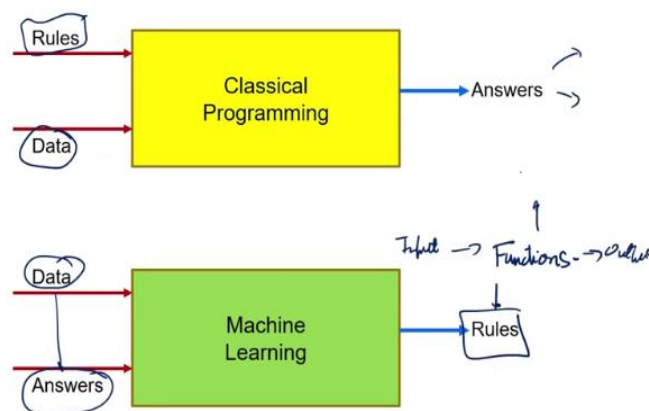 Rules
Classical
Programming
Answers
Data
Input → Functions. → Output
Data
Machine
Learning
Rules
Answers